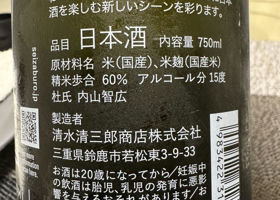 酒を楽しむ新しいシーンを彩ります。
品目 日本酒 内容量 750ml
原材料名 米(国産)、米麹(国産米)
精米歩合 60% アルコール分 15度
杜氏 内山智広
製造者
清水清三郎商店株式会社
三重県鈴鹿市若松東3-9-33
お酒は20歳になってから/妊娠中
の飲酒は胎児、乳児の発育に悪影
響を与えるおそれがあります/お
seizaburo.jp
4 983422 73